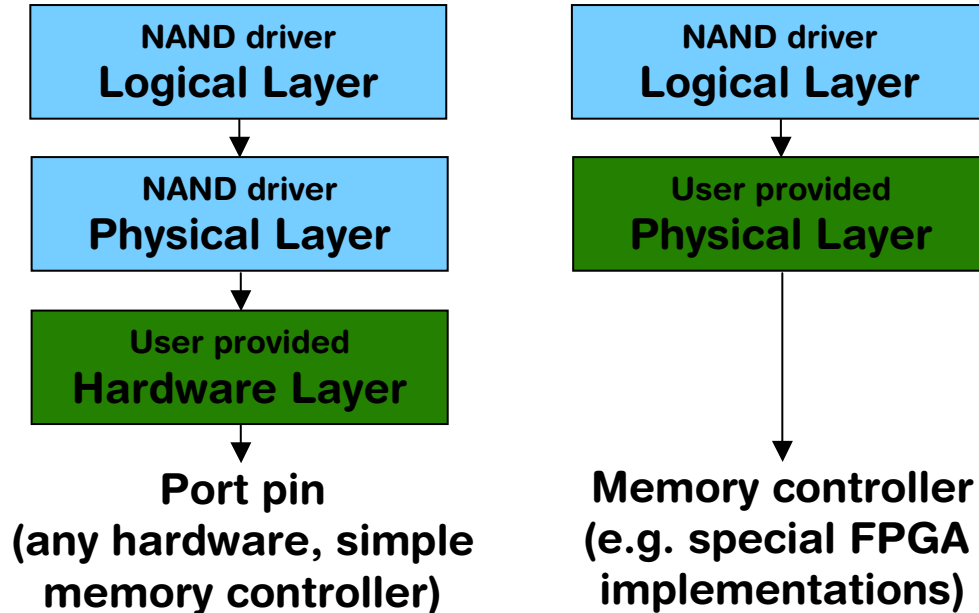 NAND driver
Logical Layer
NAND driver
Physical Layer
User provided
Hardware Layer
Port pin
(any hardware, simple
memory controller)
NAND driver
Logical Layer
User provided
Physical Layer
Memory controller
(e.g. special FPGA
implementations)